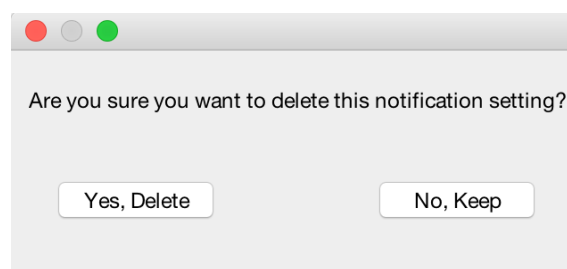 Are you sure you want to delete this notification setting?
Yes, Delete
No, Keep